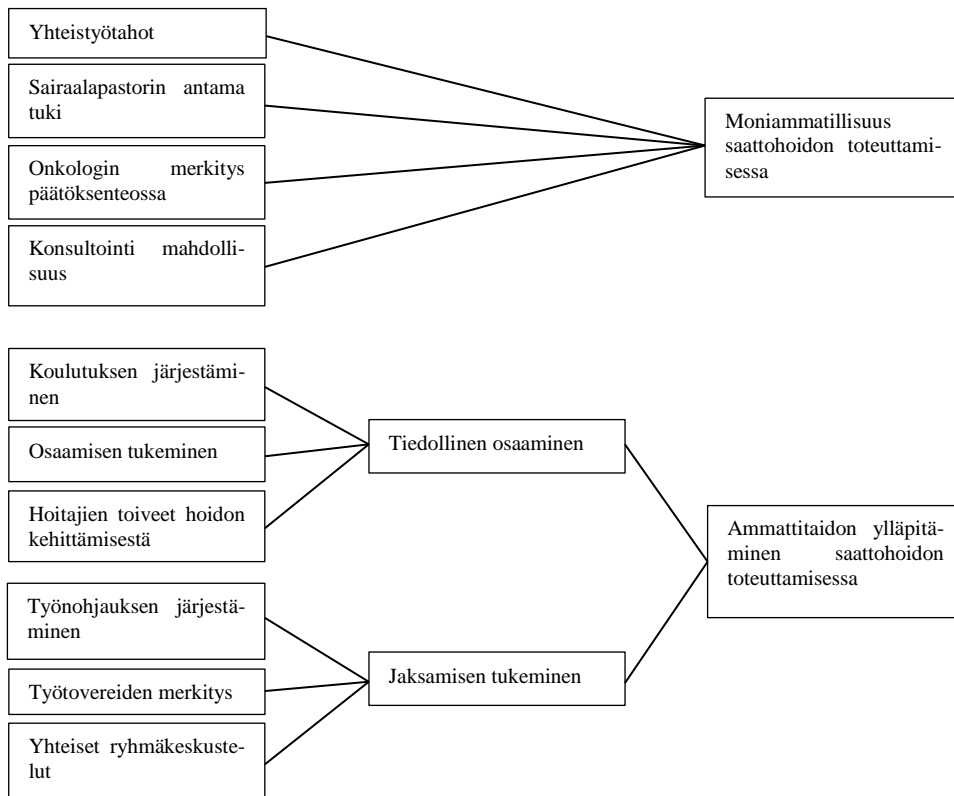 Yhteistyötahot
Sairaalapastorin antama
tuki
Onkologin merkitys
päätöksenteossa
Konsultointi mahdolli-
suus
Moniammatillisuus
saattohoidon toteuttami-
sessa
Koulutuksen järjestämi-
nen
Osaamisen tukeminen
Hoitajien toiveet hoidon
kehittämisestä
Tiedollinen osaaminen
Työnohjauksen järjestä-
minen
Työtovereiden merkitys
Yhteiset ryhmäkeskuste-
lut
Jaksamisen tukeminen
Ammattitaidon ylläpitä-
minen saattohoidon
toteuttamisessa